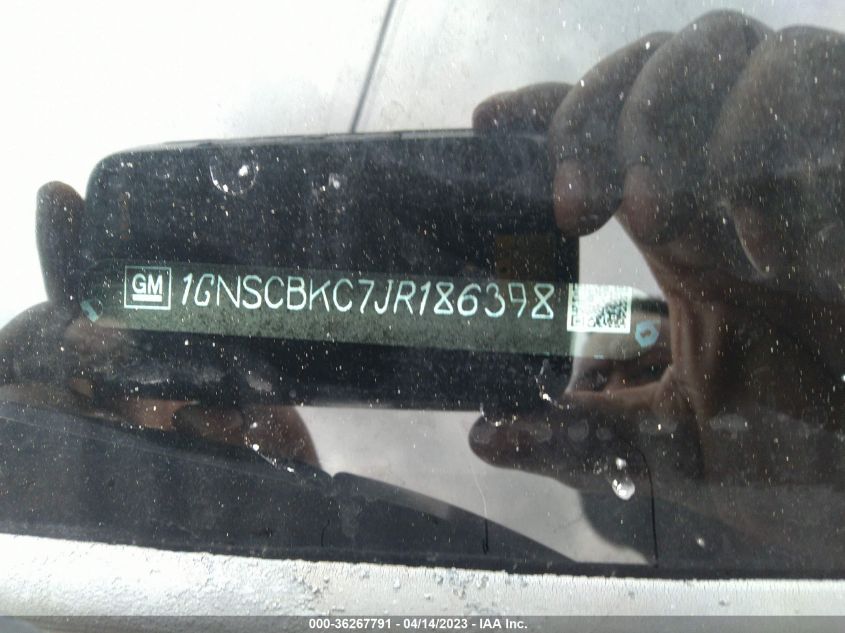 GM 1GNSCBKC7JR186398
000-36267791 - 04/14/2023 - IAA Inc.